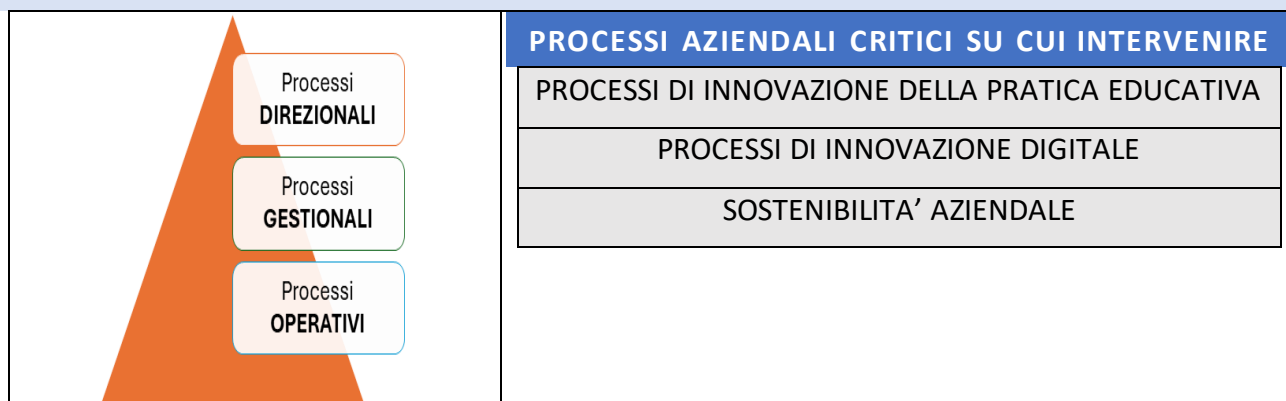 Processi
DIREZIONALI
Processi
GESTIONALI
Processi
OPERATIVI
PROCESSI AZIENDALI CRITICI SU CUI INTERVENIRE
PROCESSI DI INNOVAZIONE DELLA PRATICA EDUCATIVA
PROCESSI DI INNOVAZIONE DIGITALE
SOSTENIBILITA’ AZIENDALE